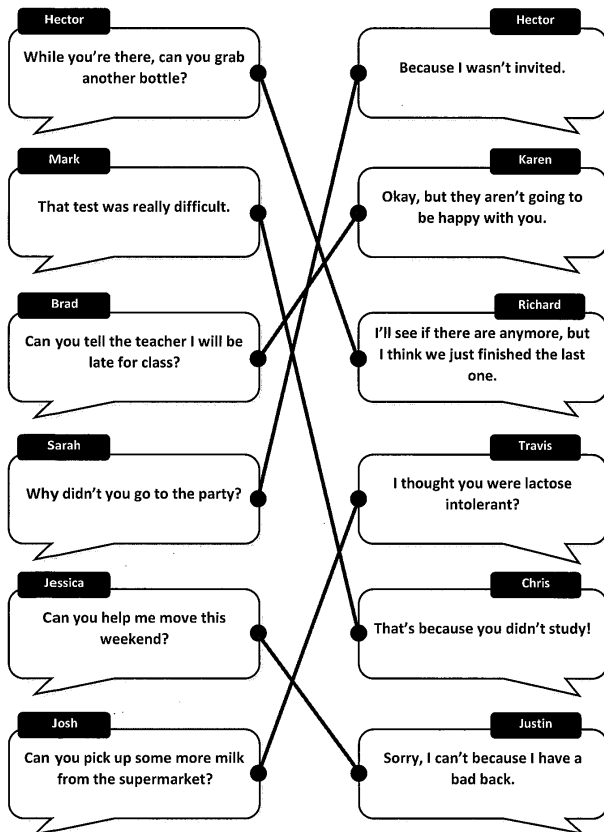 Hector
While you're there, can you grab
another bottle?
Hector
Because I wasn't invited.
Mark
That test was really difficult.
Karen
Okay, but they aren't going to
be happy with you.
Brad
Can you tell the teacher I will be
late for class?
Richard
I'll see if there are anymore, but
I think we just finished the last
one.
Sarah
Why didn't you go to the party?
Travis
I thought you were lactose
intolerant?
Jessica
Can you help me move this
weekend?
Chris
That's because you didn't study!
Josh
Can you pick up some more milk
from the supermarket?
Justin
Sorry, I can't because I have a
bad back.